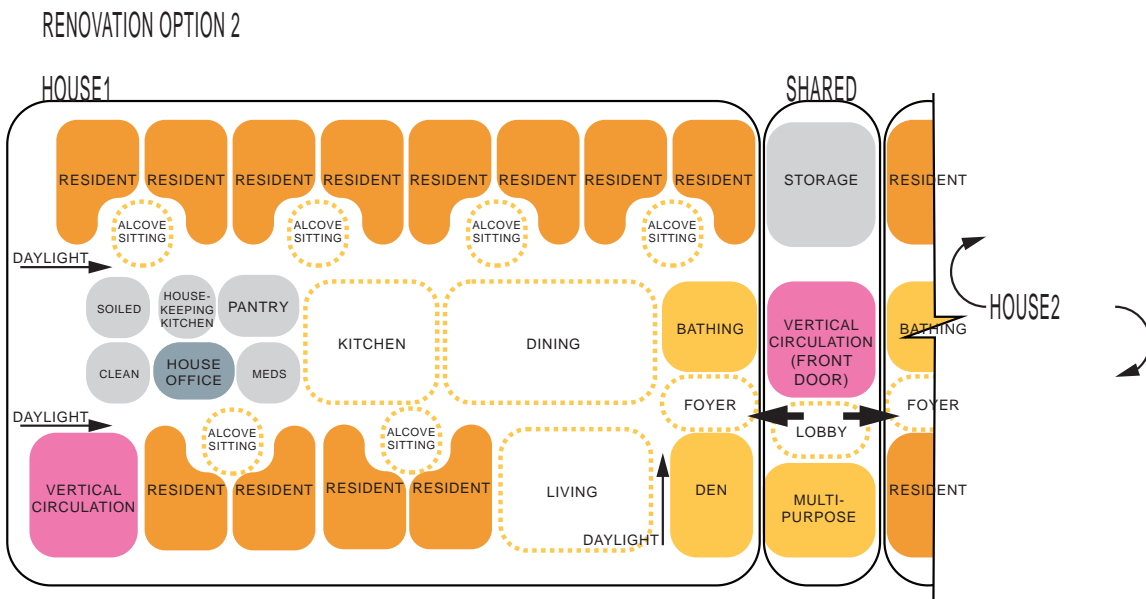 RENOVATION OPTION 2
HOUSE1
SHARED
RESIDENT RESIDENT RESIDENT RESIDENT RESIDENT RESIDENT RESIDENT RESIDENT
STORAGE
RESIDENT
ALCOVE
SITTING
ALCOVE
SITTING
ALCOVE
SITTING
ALCOVE
SITTING
DAYLIGHT
SOILED
HOUSE-
KEEPING
KITCHEN
PANTRY
KITCHEN
DINING
BATHING
VERTICAL
CIRCULATION
(FRONT
DOOR)
BATHING
HOUSE2
CLEAN
HOUSE
OFFICE
MEDS
FOYER
LOBBY
FOYER
DAYLIGHT
ALCOVE
SITTING
ALCOVE
SITTING
VERTICAL
CIRCULATION
RESIDENT RESIDENT RESIDENT RESIDENT
LIVING
DEN
MULTI-
PURPOSE
RESIDENT
DAYLIGHT